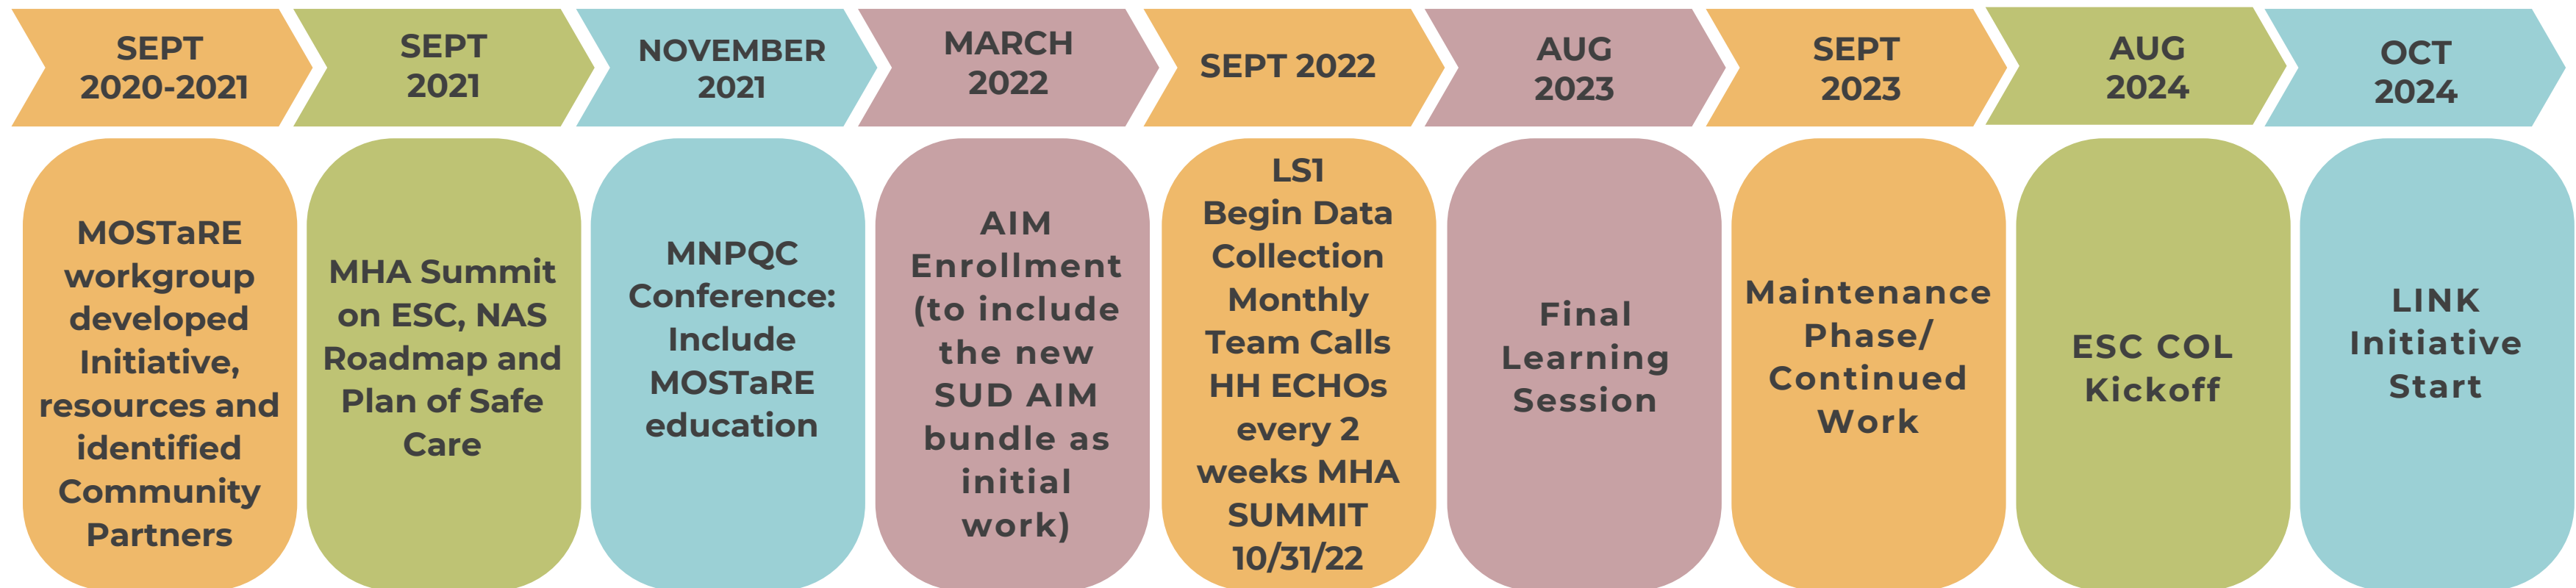 SEPT
2020-2021
SEPT
2021
NOVEMBER
2021
MARCH
2022
SEPT 2022
AUG
2023
SEPT
2023
AUG
2024
OCT
2024
MOSTaRE
workgroup
developed
Initiative,
resources and
identified
Community
Partners
MHA Summit
on ESC, NAS
Roadmap and
Plan of Safe
Care
MNPQC
Conference:
Include
MOSTaRE
education
AIM
Enrollment
(to include
the new
SUD AIM
bundle as
initial
work)
LS1
Begin Data
Collection
Monthly
Team Calls
HH ECHOs
every 2
weeks MHA
SUMMIT
10/31/22
Final
Learning
Session
Maintenance
Phase/
Continued
Work
ESC COL
Kickoff
LINK
Initiative
Start